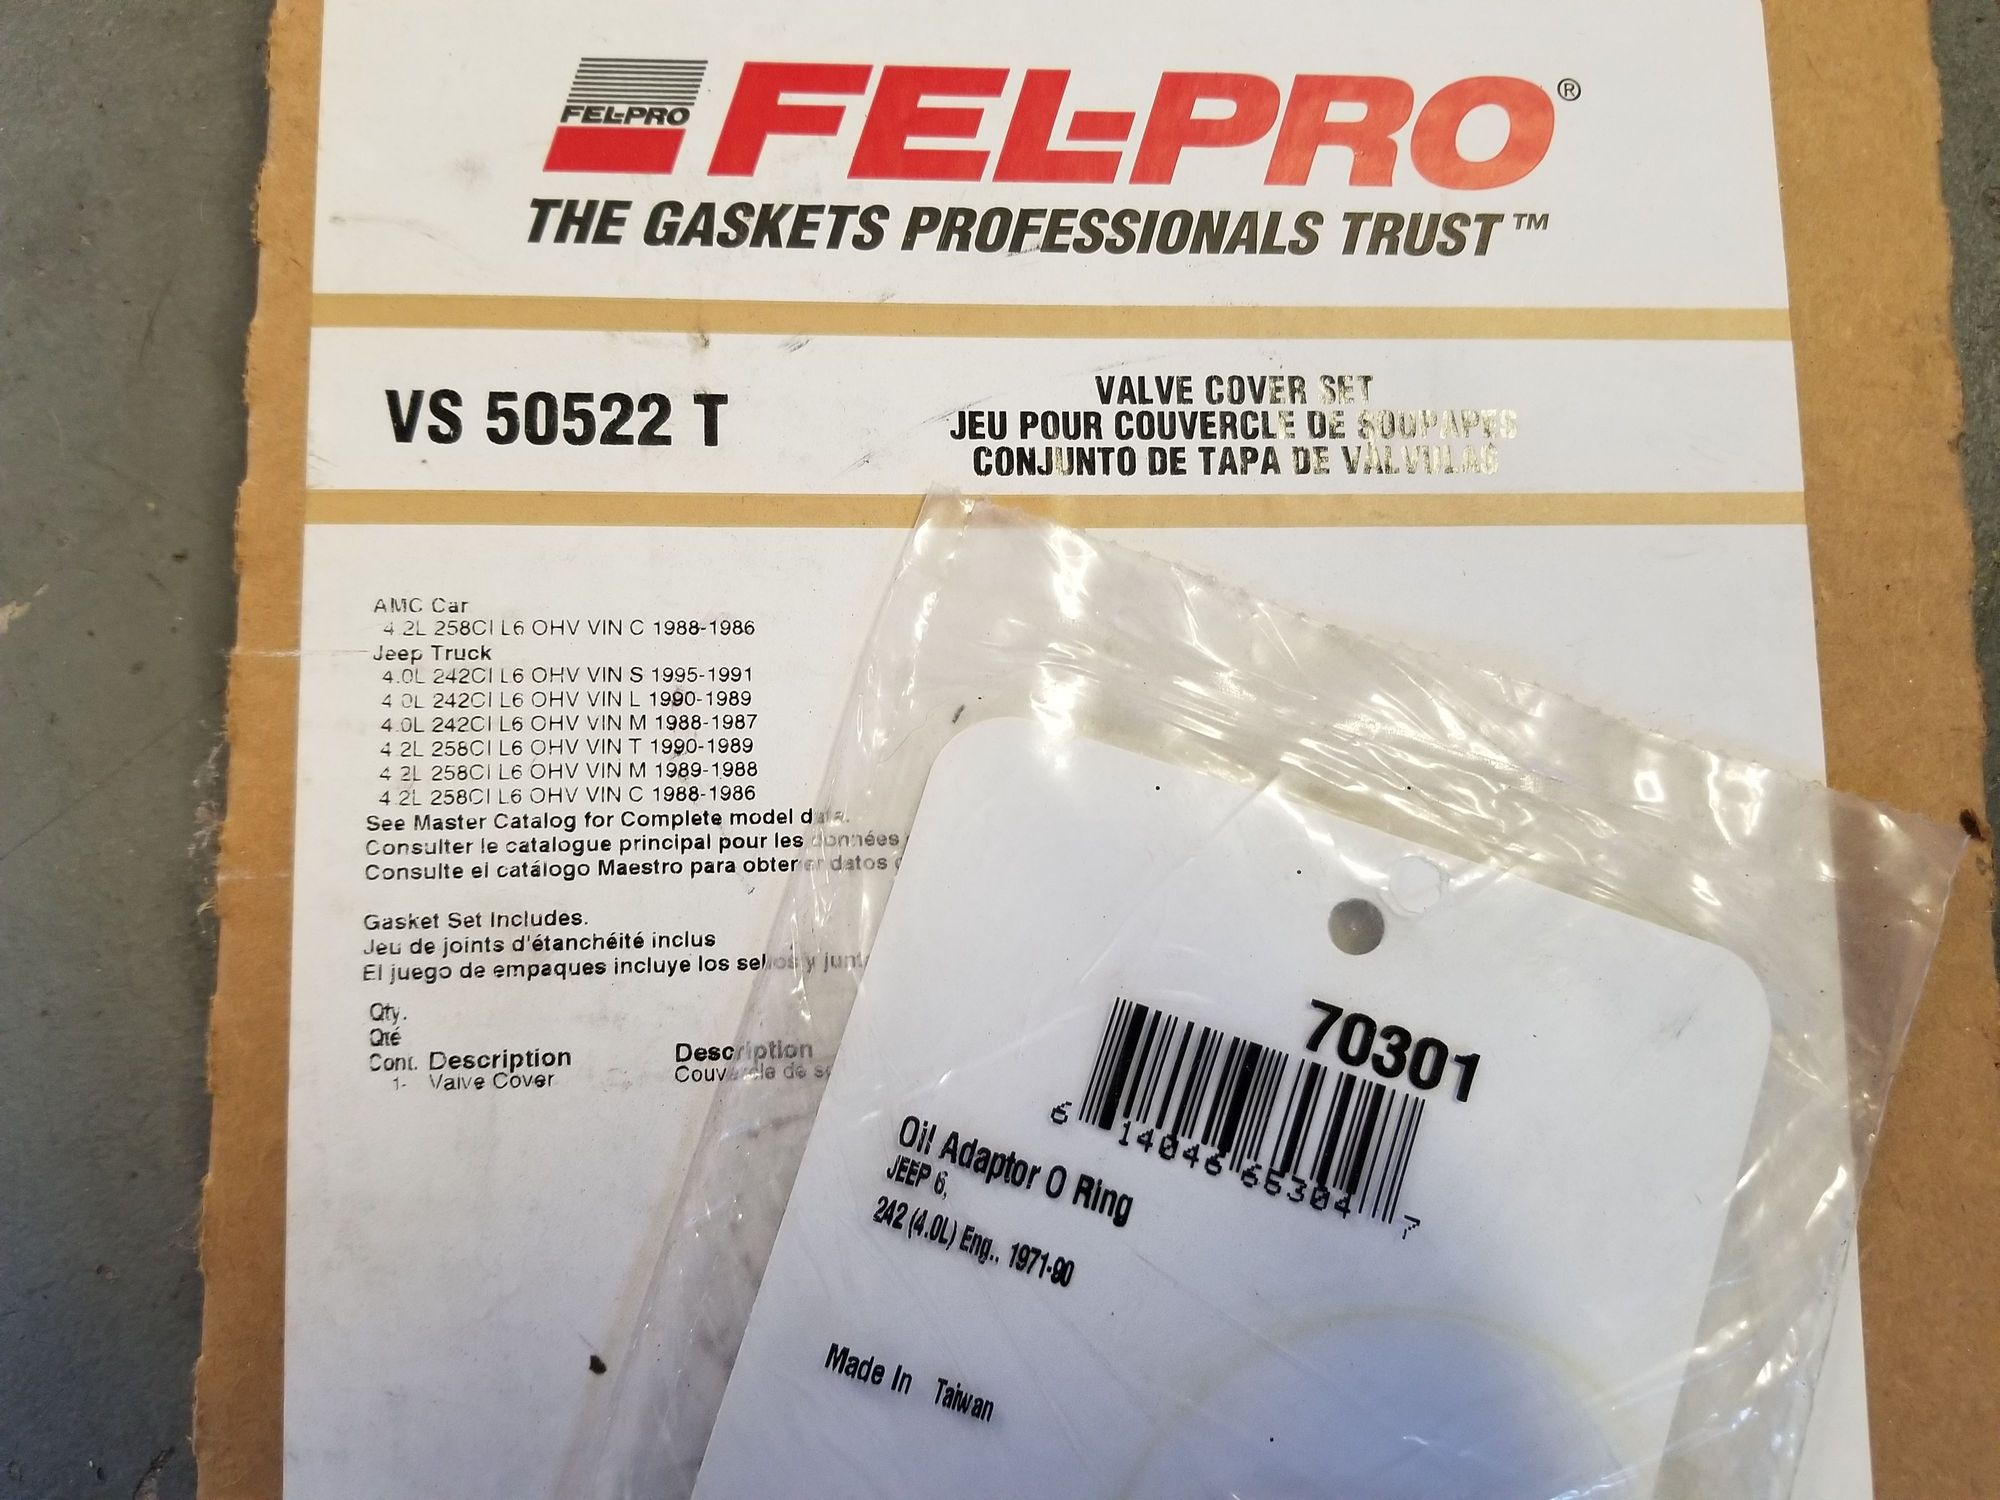 FEL-PRO
FEL-PRO®
THE GASKETS PROFESSIONALS TRUST™
VS 50522 T
VALVE COVER SET
JEU POUR COUVERCLE DE SOUPAPES
CONJUNTO DE TAPA DE VÁLVULAS
AMC Car
4.2L 258CI L6 OHV VIN C 1988-1986
Jeep Truck
4.0L 242CI L6 OHV VIN S 1995-1991
4.0L 242CI L6 OHV VIN L 1990-1989
4.0L 242CI L6 OHV VIN M 1988-1987
4.2L 258CI L6 OHV VIN T 1990-1989
4.2L 258CI L6 OHV VIN M 1989-1988
4.2L 258CI L6 OHV VIN C 1988-1986
See Master Catalog for Complete model data.
Consulter le catalogue principal pour les données
Consulte el catálogo Maestro para obtener datos
Gasket Set Includes.
Jeu de joints d'étanchéité inclus
El juego de empaques incluye los sellos y
Qty.
Qté
Cont. Description Description
1- Valve Cover Couvercle de
70301
6 14046 65304 7
Oil Adaptor O Ring
JEEP 6,
242 (4.0L) Eng., 1971-90
Made In Taiwan